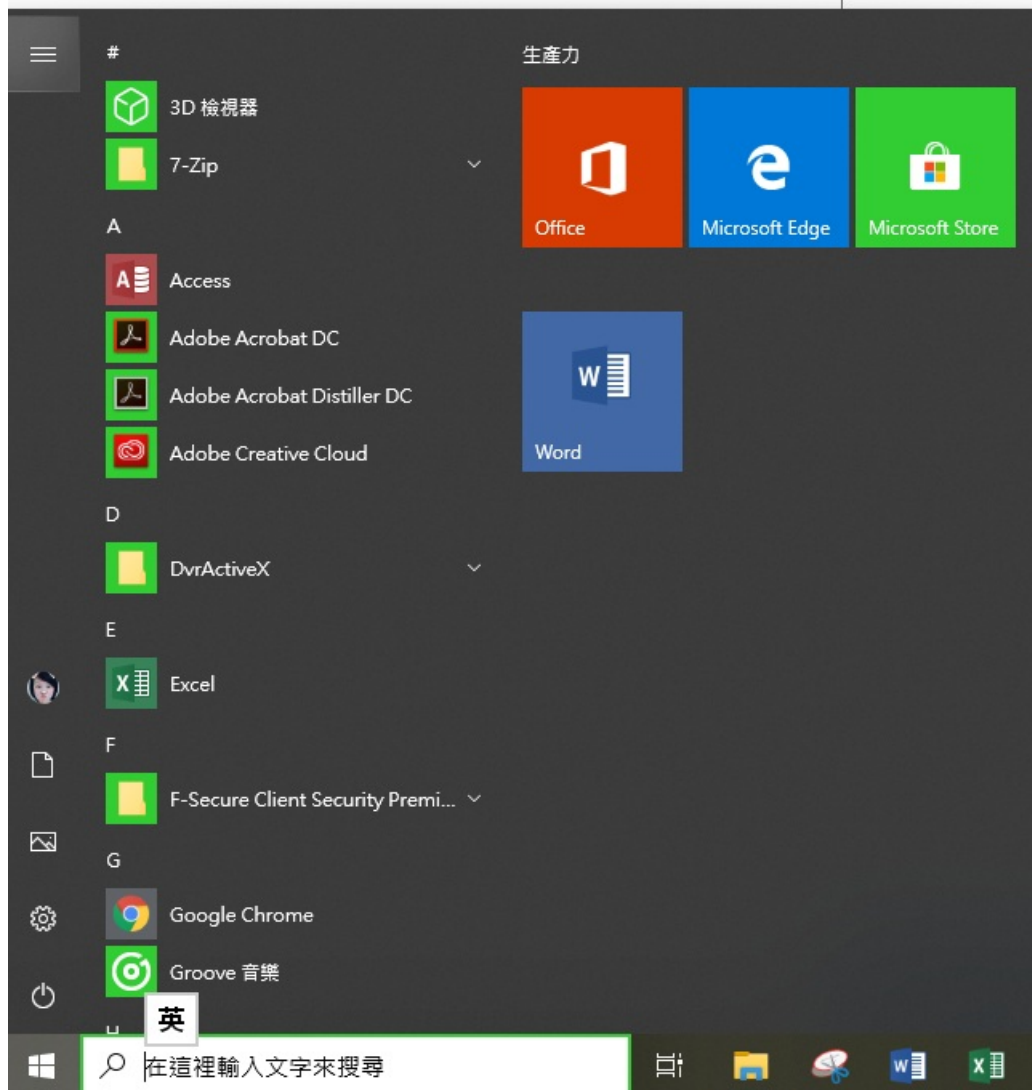 #
3D 檢視器
7-Zip
A
Access
Adobe Acrobat DC
Adobe Acrobat Distiller DC
Adobe Creative Cloud
D
DvrActiveX
E
Excel
F
F-Secure Client Security Premi...
G
Google Chrome
Groove 音樂
生產力
Office
Microsoft Edge
Microsoft Store
Word
英
在這裡輸入文字來搜尋